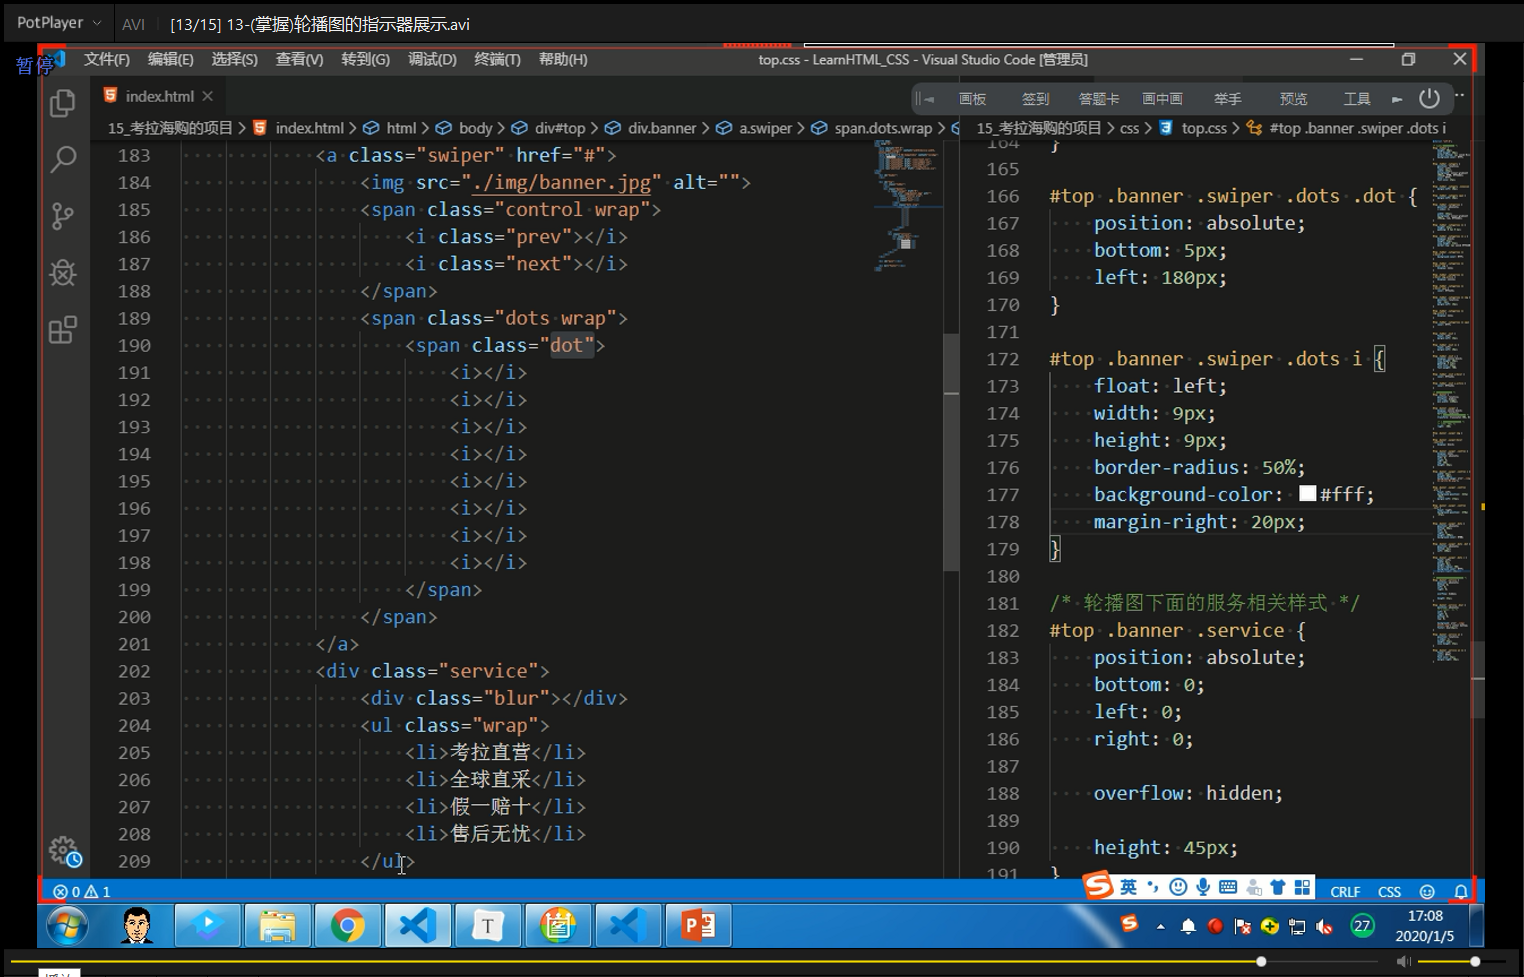 PotPlayer AVI [13/15] 13-(掌握)轮播图的指示器展示.avi
暂停
文件(F) 编辑(E) 选择(S) 查看(V) 转到(G) 调试(D) 终端(T) 帮助(H) top.css - LearnHTML_CSS - Visual Studio Code [管理员]
index.html
画板 签到 答题卡 画中画 举手 预览 工具
15_考拉海购的项目 > index.html > html > body > div#top > div.banner > a.swiper > span.dots.wrap >
183 <a class="swiper" href="#">
184 <img src="./img/banner.jpg" alt="">
185 <span class="control wrap">
186 <i class="prev"></i>
187 <i class="next"></i>
188 </span>
189 <span class="dots wrap">
190 <span class="dot">
191 <i></i>
192 <i></i>
193 <i></i>
194 <i></i>
195 <i></i>
196 <i></i>
197 <i></i>
198 <i></i>
199 </span>
200 </span>
201 </a>
202 <div class="service">
203 <div class="blur"></div>
204 <ul class="wrap">
205 <li>考拉直营</li>
206 <li>全球直采</li>
207 <li>假一赔十</li>
208 <li>售后无忧</li>
209 </ul>
15_考拉海购的项目 > css > top.css > #top .banner .swiper .dots i
164 }
165
166 #top .banner .swiper .dots .dot {
167 position: absolute;
168 bottom: 5px;
169 left: 180px;
170 }
171
172 #top .banner .swiper .dots i {
173 float: left;
174 width: 9px;
175 height: 9px;
176 border-radius: 50%;
177 background-color: #fff;
178 margin-right: 20px;
179 }
180
181 /* 轮播图下面的服务相关样式 */
182 #top .banner .service {
183 position: absolute;
184 bottom: 0;
185 left: 0;
186 right: 0;
187
188 overflow: hidden;
189
190 height: 45px;
191 }
0 1
英
CRLF CSS
27
17:08
2020/1/5